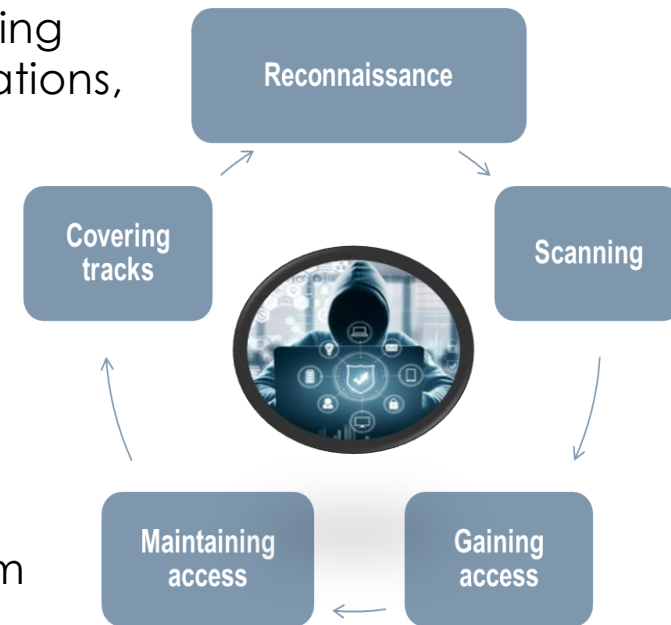 ing
ations,
Reconnaissance
Scanning
Gaining
access
Maintaining
access
Covering
tracks
m